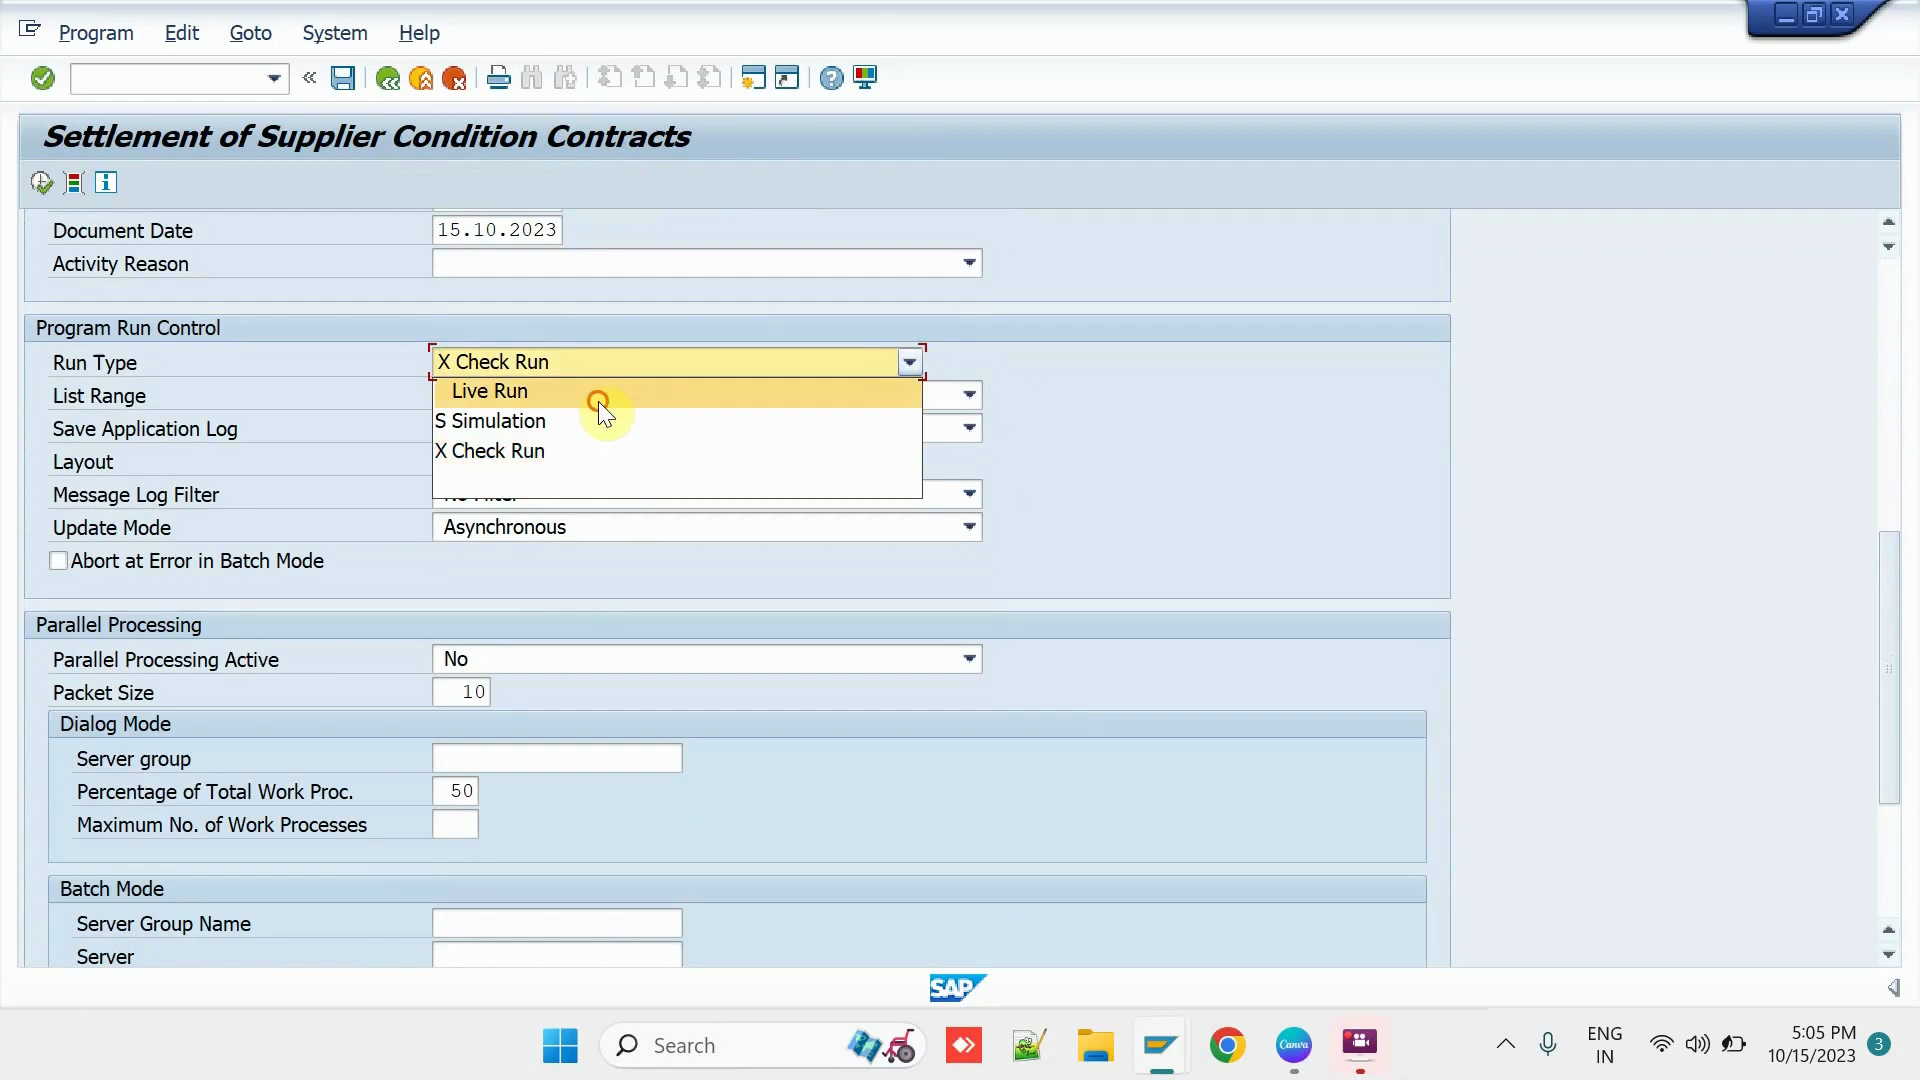 Program Edit Goto System Help
Settlement of Supplier Condition Contracts
Document Date 15.10.2023
Activity Reason
Program Run Control
Run Type X Check Run
Live Run
List Range
S Simulation
Save Application Log
X Check Run
Layout
Message Log Filter
Update Mode Asynchronous
Abort at Error in Batch Mode
Parallel Processing
Parallel Processing Active No
Packet Size 10
Dialog Mode
Server group
Percentage of Total Work Proc. 50
Maximum No. of Work Processes
Batch Mode
Server Group Name
Server
SAP
Search
Canva
ENG
IN
5:05 PM
10/15/2023
3